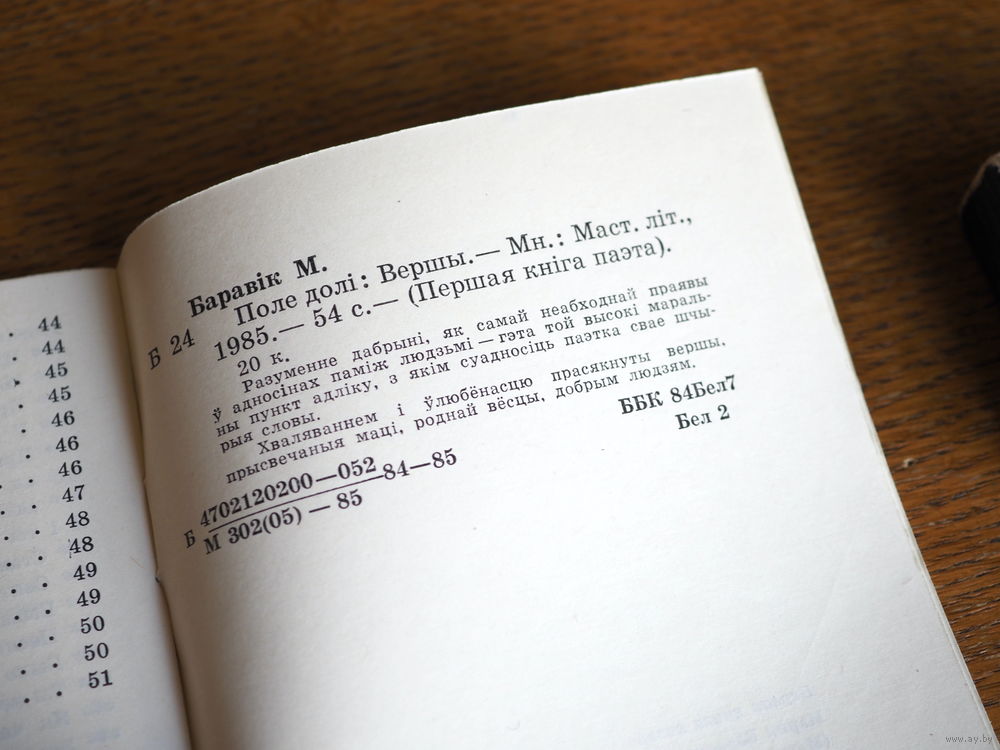 44
44
45
45
46
46
46
47
48
48
49
49
50
50
51
Баравік М.
Б 24 Поле долі: Вершы.— Мн.: Маст. літ.,
1985.— 54 с.— (Першая кніга паэта).
20 к.
Разуменне дабрыні, як самай неабходнай праявы
ў адносінах паміж людзьмі — гэта той высокі мараль-
ны пункт адліку, з якім суадносіць паэтка свае шчы-
рыя словы.
Хваляваннем і ўлюбёнасцю прасякнуты вершы,
прысвечаныя маці, роднай вёсцы, добрым людзям.
Б 4702120200—052 84—85
М 302(05) — 85
ББК 84Бел7
Бел 2
www.ay.by